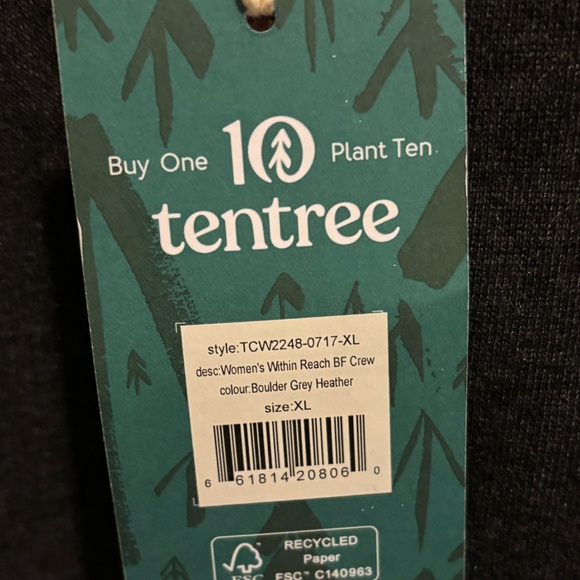 Buy One 10 Plant Ten
tentree
style:TCW2248-0717-XL
desc:Women's Within Reach BF Crew
colour:Boulder Grey Heather
size:XL
6 61814 20806 0
RECYCLED
Paper
FSC™ C140963
FSC